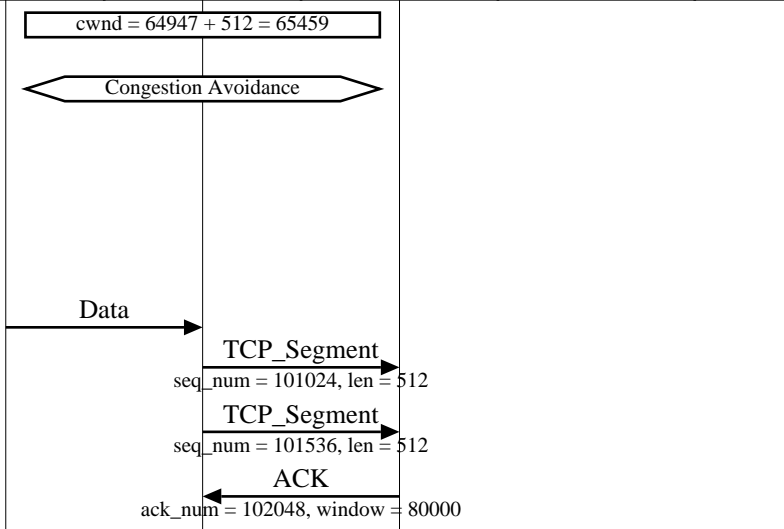 cwnd = 64947 + 512 = 65459
Congestion Avoidance
Data
TCP_Segment
seq_num = 101024, len = 512
TCP_Segment
seq_num = 101536, len = 512
ACK
ack_num = 102048, window = 80000